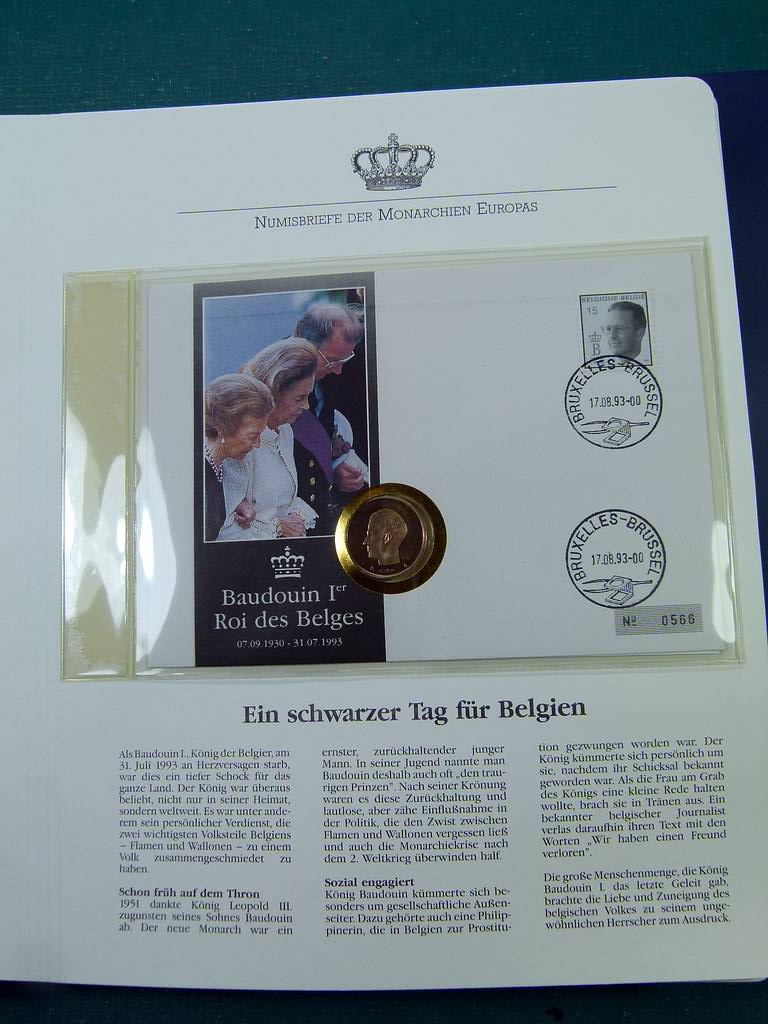 NUMISBRIEFE DER MONARCHIEN EUROPAS
BELGIQUE-BELGIË
15
B
BRUXELLES-BRUSSEL
17.08.93-00
BRUXELLES-BRUSSEL
17.08.93-00
Nº 0566
Baudouin Ier
Roi des Belges
07.09.1930 - 31.07.1993
Ein schwarzer Tag für Belgien
Als Baudouin I., König der Belgier, am
31. Juli 1993 an Herzversagen starb,
war dies ein tiefer Schock für das
ganze Land. Der König war überaus
beliebt, nicht nur in seiner Heimat,
sondern weltweit. Es war unter ande-
rem sein persönlicher Verdienst, die
zwei wichtigsten Volksteile Belgiens
– Flamen und Wallonen – zu einem
Volk zusammengeschmiedet zu
haben.
Schon früh auf dem Thron
1951 dankte König Leopold III.
zugunsten seines Sohnes Baudouin
ab. Der neue Monarch war ein
ernster, zurückhaltender junger
Mann. In seiner Jugend nannte man
Baudouin deshalb auch oft „den trau-
rigen Prinzen". Nach seiner Krönung
waren es diese Zurückhaltung und
lautlose, aber zähe Einflußnahme in
der Politik, die den Zwist zwischen
Flamen und Wallonen vergessen ließ
und auch die Monarchiekrise nach
dem 2. Weltkrieg überwinden half.
Sozial engagiert
König Baudouin kümmerte sich be-
sonders um gesellschaftliche Außen-
seiter. Dazu gehörte auch eine Philip-
pinerin, die in Belgien zur Prostitu-
tion gezwungen worden war. Der
König kümmerte sich persönlich um
sie, nachdem ihr Schicksal bekannt
geworden war. Als die Frau am Grab
des Königs eine kleine Rede halten
wollte, brach sie in Tränen aus. Ein
bekannter belgischer Journalist
verlas daraufhin ihren Text mit den
Worten „Wir haben einen Freund
verloren".
Die große Menschenmenge, die König
Baudouin I. das letzte Geleit gab,
brachte die Liebe und Zuneigung des
belgischen Volkes zu seinem unge-
wöhnlichen Herrscher zum Ausdruck.